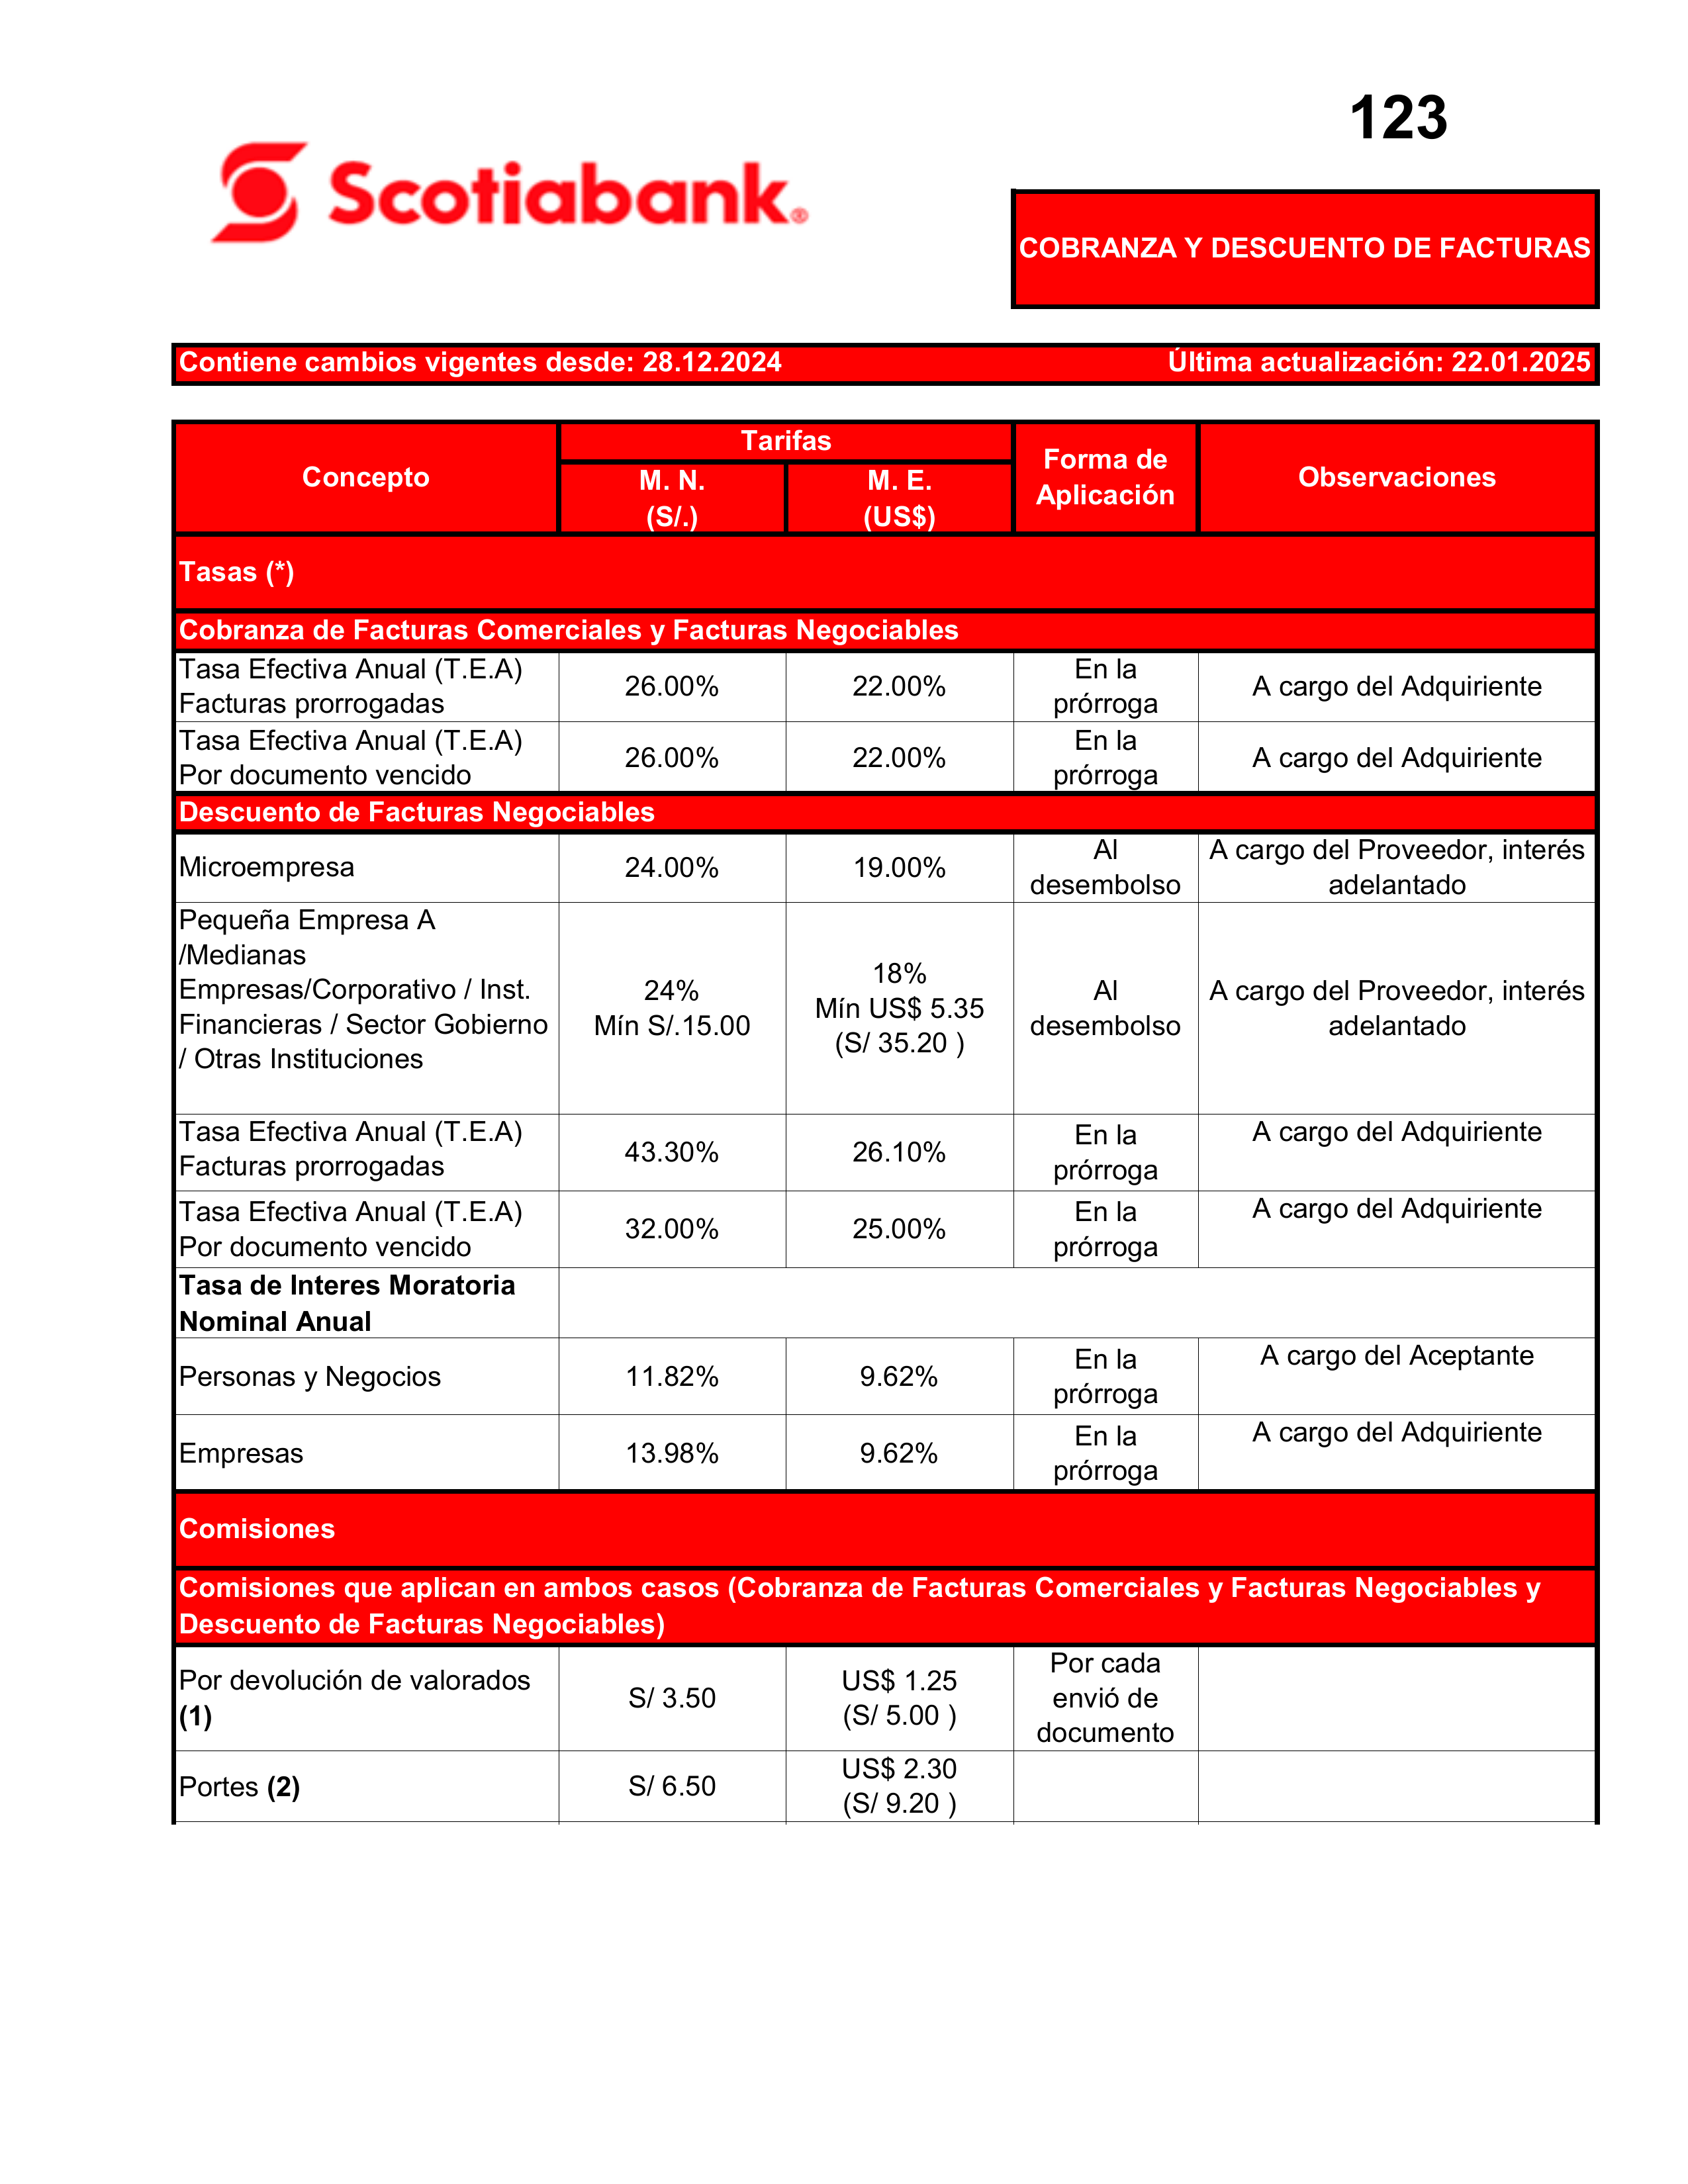 123
Scotiabank®
COBRANZA Y DESCUENTO DE FACTURAS
Contiene cambios vigentes desde: 28.12.2024 Última actualización: 22.01.2025
Concepto
Tarifas
M. N.
(S/.)
M. E.
(US$)
Forma de
Aplicación
Observaciones
Tasas (*)
Cobranza de Facturas Comerciales y Facturas Negociables
Tasa Efectiva Anual (T.E.A)
Facturas prorrogadas
26.00%
22.00%
En la
prórroga
A cargo del Adquiriente
Tasa Efectiva Anual (T.E.A)
Por documento vencido
26.00%
22.00%
En la
prórroga
A cargo del Adquiriente
Descuento de Facturas Negociables
Microempresa
24.00%
19.00%
Al
desembolso
A cargo del Proveedor, interés
adelantado
Pequeña Empresa A
/Medianas
Empresas/Corporativo / Inst.
Financieras / Sector Gobierno
/ Otras Instituciones
24%
Mín S/.15.00
18%
Mín US$ 5.35
(S/ 35.20 )
Al
desembolso
A cargo del Proveedor, interés
adelantado
Tasa Efectiva Anual (T.E.A)
Facturas prorrogadas
43.30%
26.10%
En la
prórroga
A cargo del Adquiriente
Tasa Efectiva Anual (T.E.A)
Por documento vencido
32.00%
25.00%
En la
prórroga
A cargo del Adquiriente
Tasa de Interes Moratoria
Nominal Anual
Personas y Negocios
11.82%
9.62%
En la
prórroga
A cargo del Aceptante
Empresas
13.98%
9.62%
En la
prórroga
A cargo del Adquiriente
Comisiones
Comisiones que aplican en ambos casos (Cobranza de Facturas Comerciales y Facturas Negociables y
Descuento de Facturas Negociables)
Por devolución de valorados
(1)
S/ 3.50
US$ 1.25
(S/ 5.00 )
Por cada
envió de
documento
Portes (2)
S/ 6.50
US$ 2.30
(S/ 9.20 )